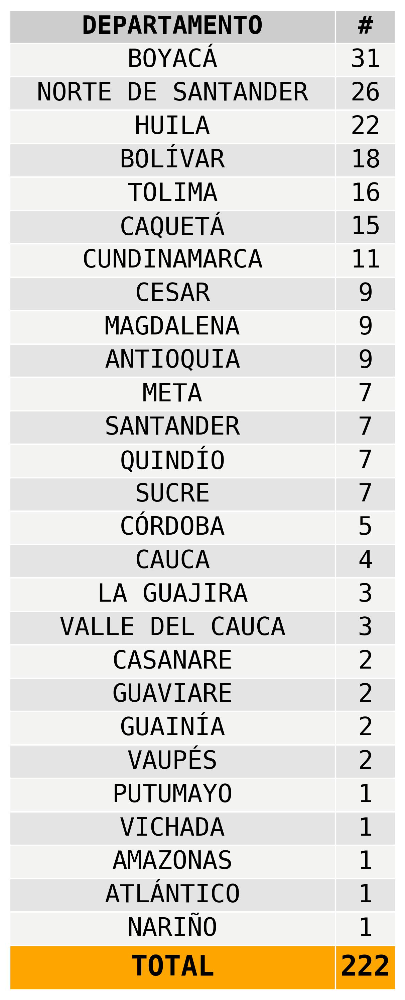 DEPARTAMENTO #
BOYACÁ 31
NORTE DE SANTANDER 26
HUILA 22
BOLÍVAR 18
TOLIMA 16
CAQUETÁ 15
CUNDINAMARCA 11
CESAR 9
MAGDALENA 9
ANTIOQUIA 9
META 7
SANTANDER 7
QUINDÍO 7
SUCRE 7
CÓRDOBA 5
CAUCA 4
LA GUAJIRA 3
VALLE DEL CAUCA 3
CASANARE 2
GUAVIARE 2
GUAINÍA 2
VAUPÉS 2
PUTUMAYO 1
VICHADA 1
AMAZONAS 1
ATLÁNTICO 1
NARIÑO 1
TOTAL 222